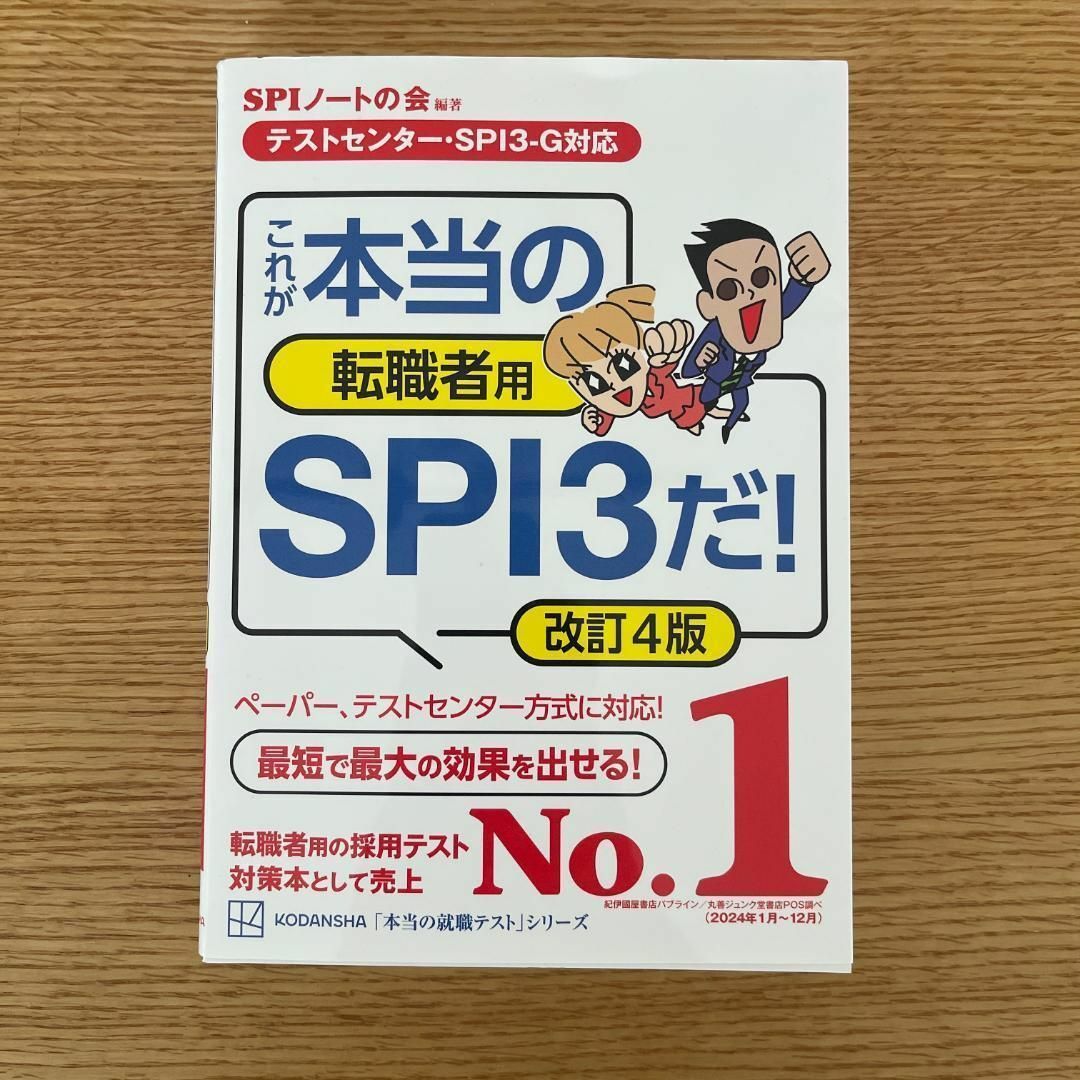 SPIノートの会 編著
テストセンター・SPI3-G対応
これが
本当の
転職者用
SPI3だ!
改訂4版
ペーパー、テストセンター方式に対応!
最短で最大の効果を出せる!
転職者用の採用テスト
対策本として売上
No.1
紀伊國屋書店パブライン／丸善ジュンク堂書店POS調べ
(2024年1月〜12月)
KODANSHA 「本当の就職テスト」シリーズ